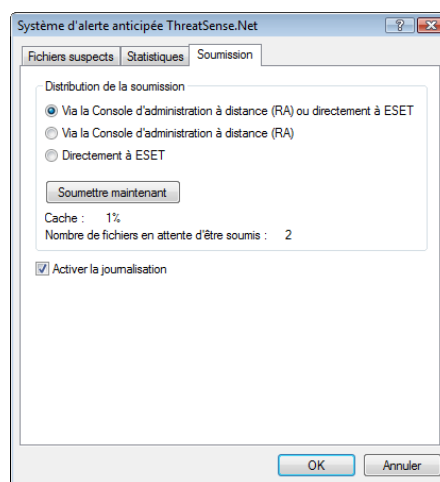 Système d'alerte anticipée ThreatSense.Net
Fichiers suspects Statistiques Soumission
Distribution de la soumission
Via la Console d'administration à distance (RA) ou directement à ESET
Via la Console d'administration à distance (RA)
Directement à ESET
Soumettre maintenant
Cache : 1%
Nombre de fichiers en attente d'être soumis : 2
Activer la journalisation
OK Annuler